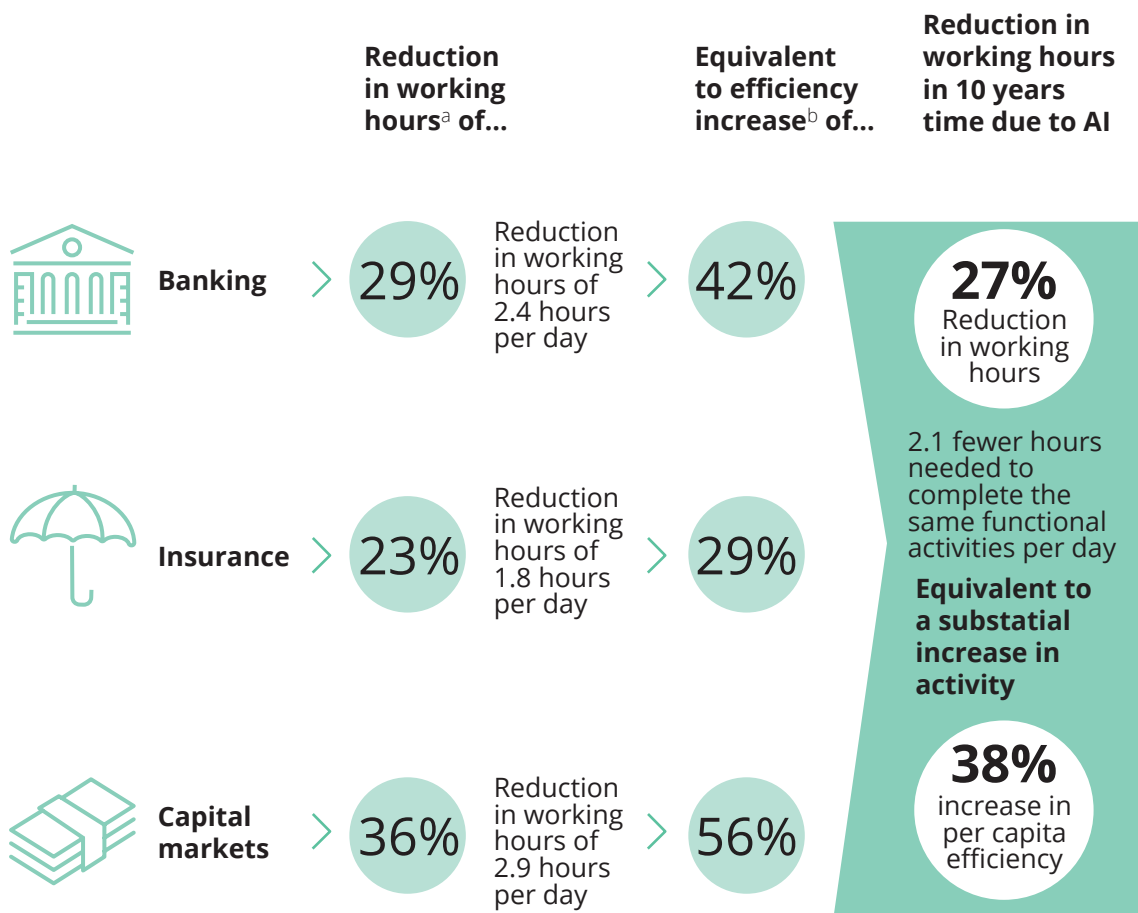 Reduction
in working
hoursa of...
Equivalent
to efficiency
increaseb of...
Reduction in
working hours
in 10 years
time due to AI
Banking
29%
Reduction
in working
hours of
2.4 hours
per day
42%
Insurance
23%
Reduction
in working
hours of
1.8 hours
per day
29%
Capital
markets
36%
Reduction
in working
hours of
2.9 hours
per day
56%
27%
Reduction
in working
hours
2.1 fewer hours
needed to
complete the
same functional
activities per day
Equivalent to
a substatial
increase in
activity
38%
increase in
per capita
efficiency